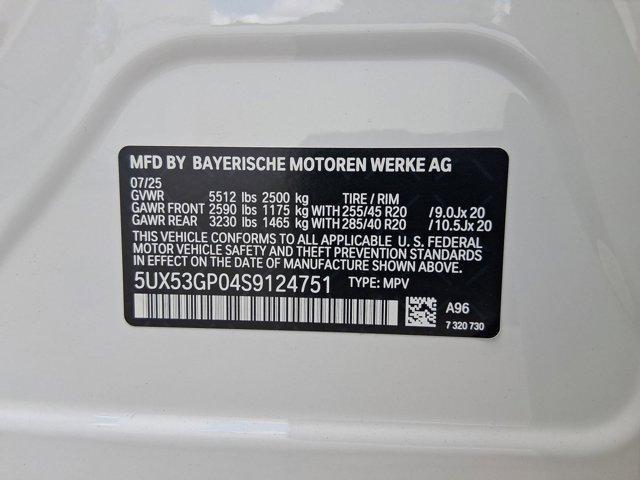 MFD BY BAYERISCHE MOTOREN WERKE AG
07/25
GVWR 5512 lbs 2500 kg TIRE / RIM
GAWR FRONT 2590 lbs 1175 kg WITH 255/45 R20 /9.0Jx 20
GAWR REAR 3230 lbs 1465 kg WITH 285/40 R20 /10.5Jx 20
THIS VEHICLE CONFORMS TO ALL APPLICABLE U. S. FEDERAL
MOTOR VEHICLE SAFETY AND THEFT PREVENTION STANDARDS
IN EFFECT ON THE DATE OF MANUFACTURE SHOWN ABOVE.
5UX53GP04S9124751 TYPE: MPV
A96
7 320 730